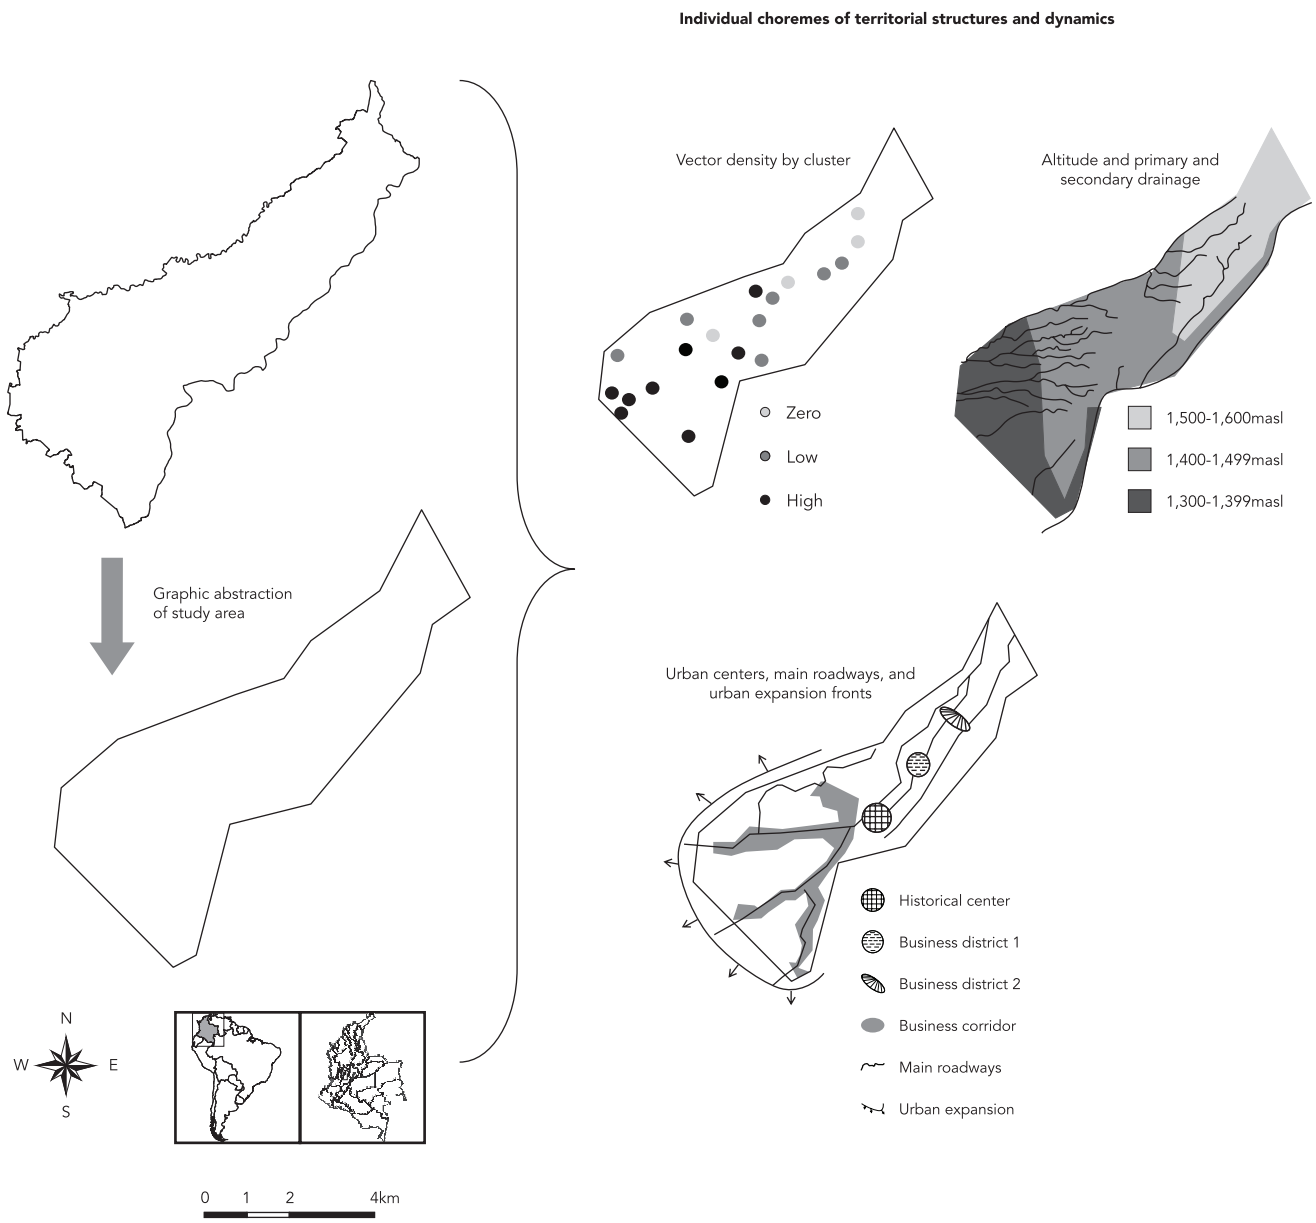 Individual choremes of territorial structures and dynamics
Vector density by cluster
Zero
Low
High
Altitude and primary and
secondary drainage
1,500-1,600masl
1,400-1,499masl
1,300-1,399masl
Graphic abstraction
of study area
Urban centers, main roadways, and
urban expansion fronts
Historical center
Business district 1
Business district 2
Business corridor
Main roadways
Urban expansion
N
W E
S
0 1 2 4km